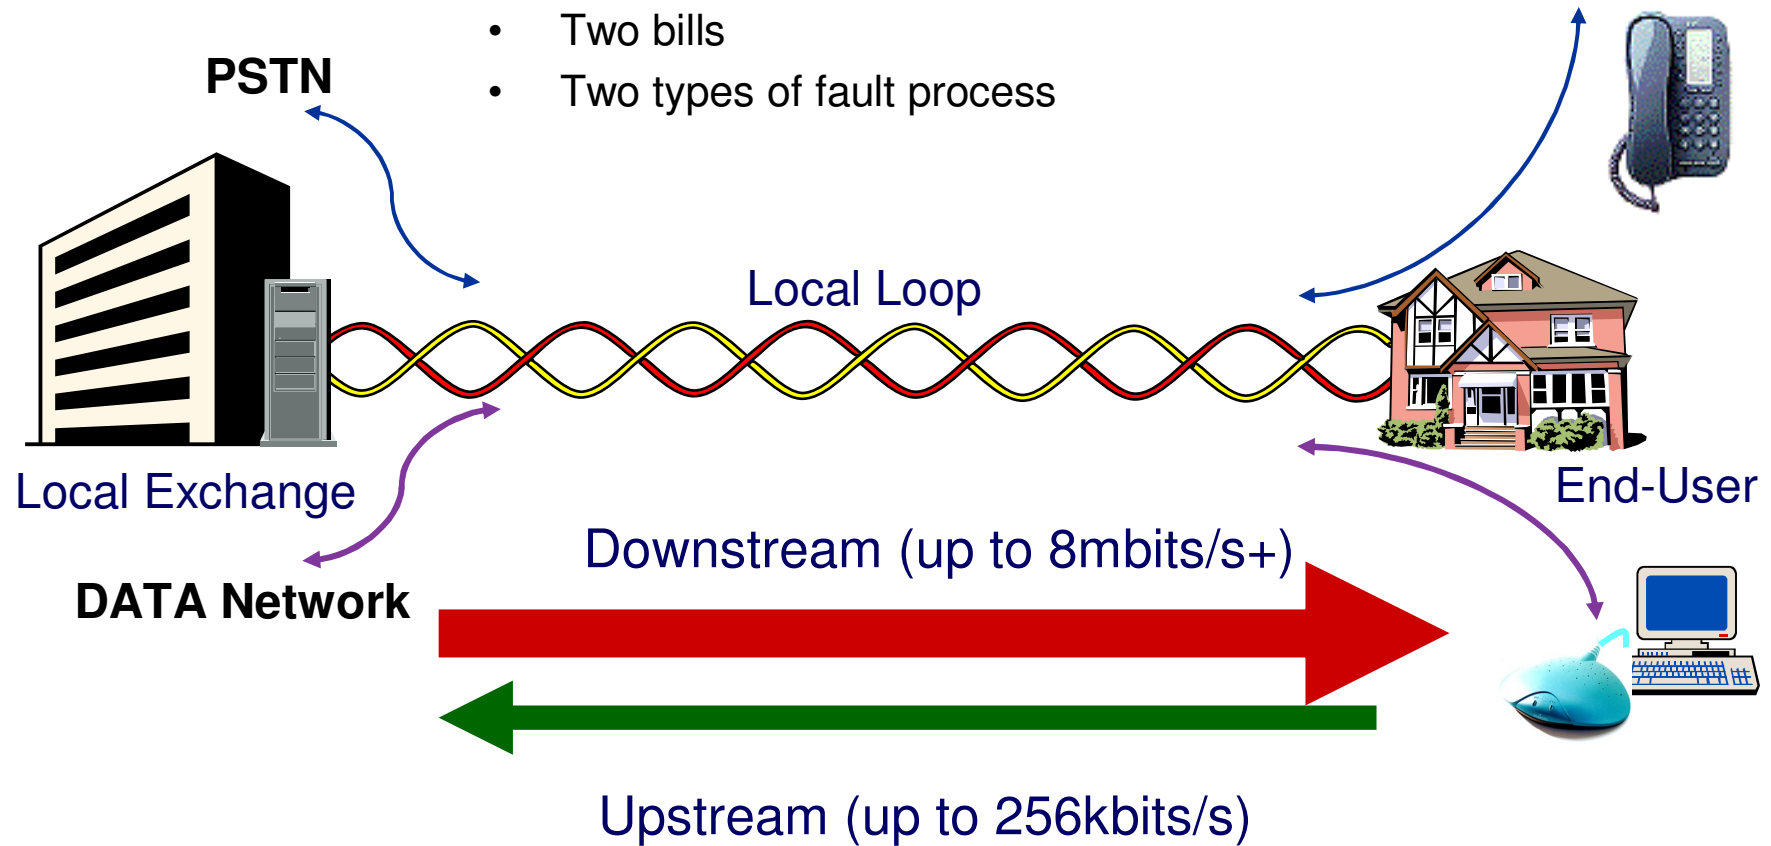 • Two bills
PSTN
• Two types of fault process
Local Loop
Local Exchange
End-User
Downstream (up to 8mbits/s+)
DATA Network
Upstream (up to 256kbits/s)